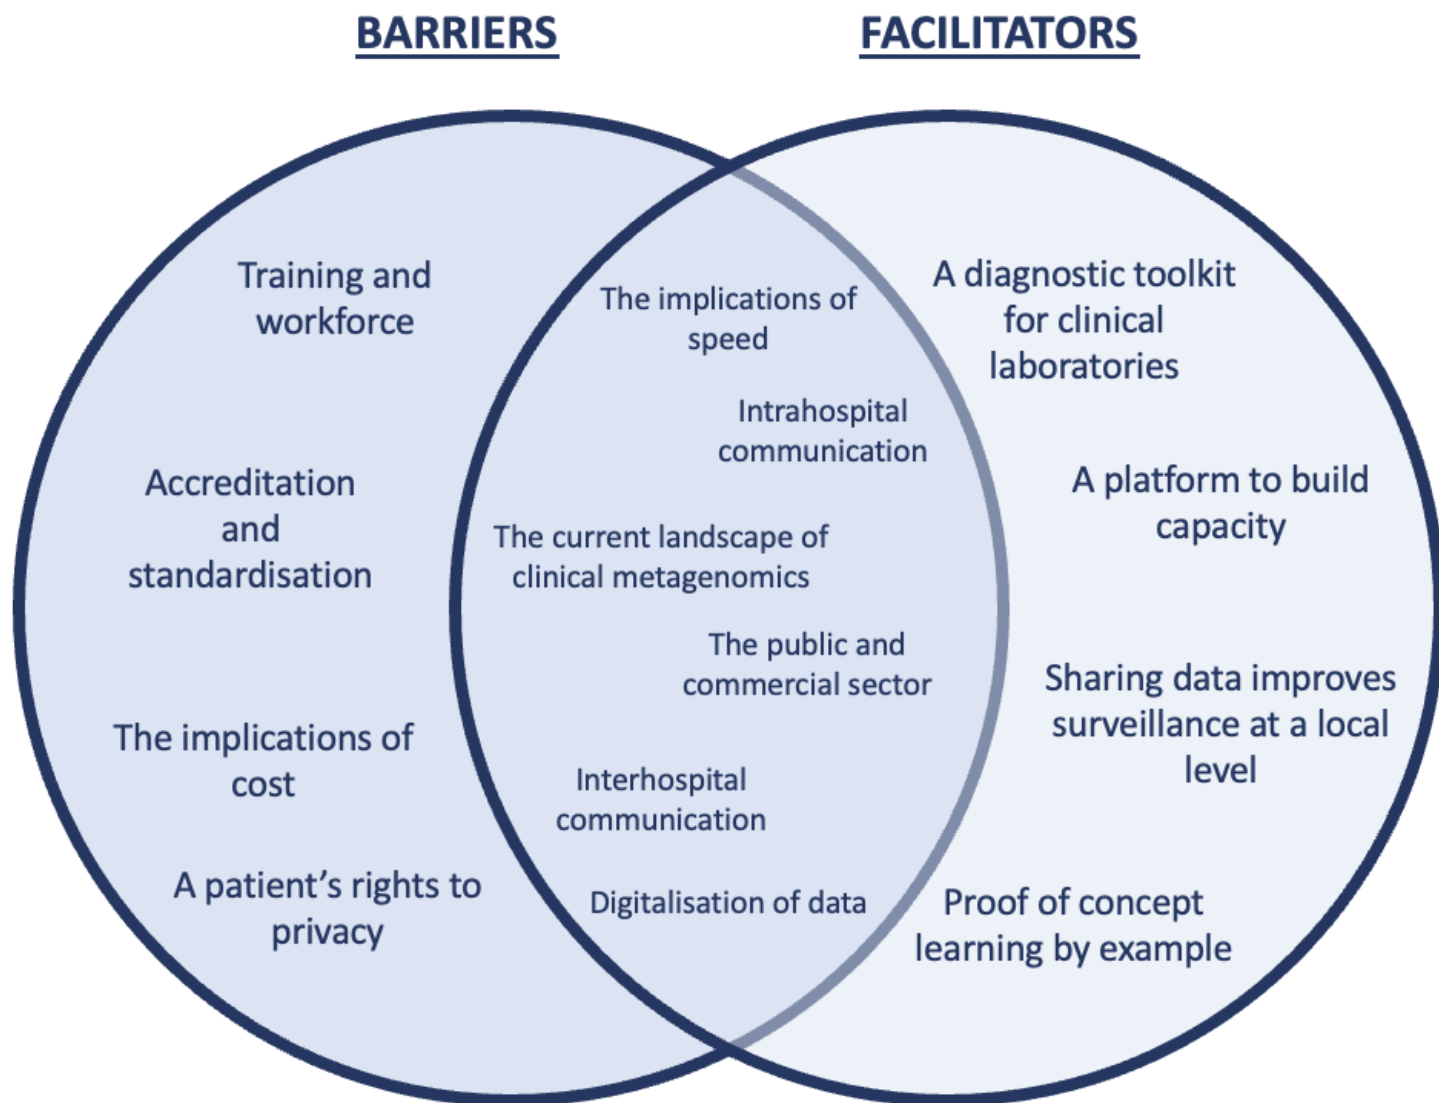 BARRIERS
FACILITATORS
Training and
workforce
Accreditation
and
standardisation
The implications of
cost
A patient’s rights to
privacy
The implications of
speed
Intrahospital
communication
The current landscape of
clinical metagenomics
The public and
commercial sector
Interhospital
communication
Digitalisation of data
A diagnostic toolkit
for clinical
laboratories
A platform to build
capacity
Sharing data improves
surveillance at a local
level
Proof of concept
learning by example